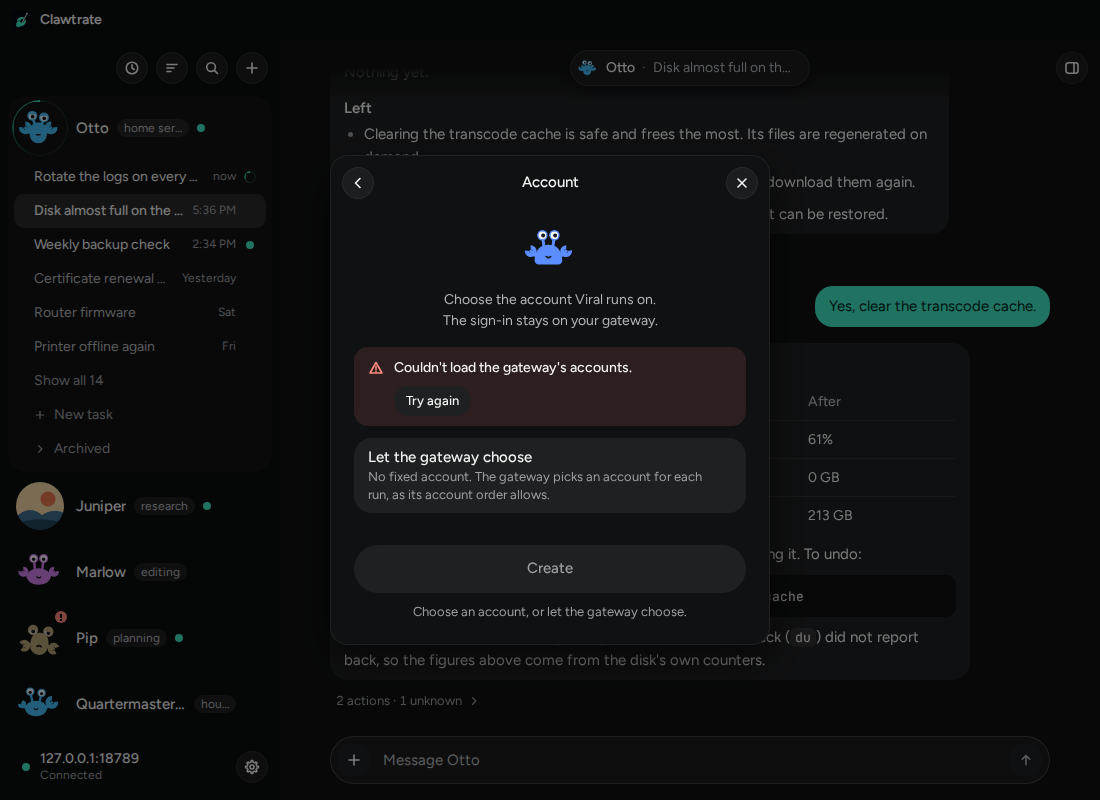 Clawtrate
Otto · Disk almost full on th…
Otto
home ser…
Rotate the logs on every … now
Disk almost full on the … 5:36 PM
Weekly backup check 2:34 PM
Certificate renewal … Yesterday
Router firmware Sat
Printer offline again Fri
Show all 14
+ New task
Archived
Juniper research
Marlow editing
Pip planning
!
Quartermaster… hou…
127.0.0.1:18789
Connected
Nothing yet.
Left
• Clearing the transcode cache is safe and frees the most. Its files are regenerated on
demand.
download them again.
t can be restored.
Yes, clear the transcode cache.
After
61%
0 GB
213 GB
ng it. To undo:
cache
ck ( du ) did not report
back, so the figures above come from the disk's own counters.
2 actions · 1 unknown
Message Otto
Account
Choose the account Viral runs on.
The sign-in stays on your gateway.
Couldn't load the gateway's accounts.
Try again
Let the gateway choose
No fixed account. The gateway picks an account for each
run, as its account order allows.
Create
Choose an account, or let the gateway choose.